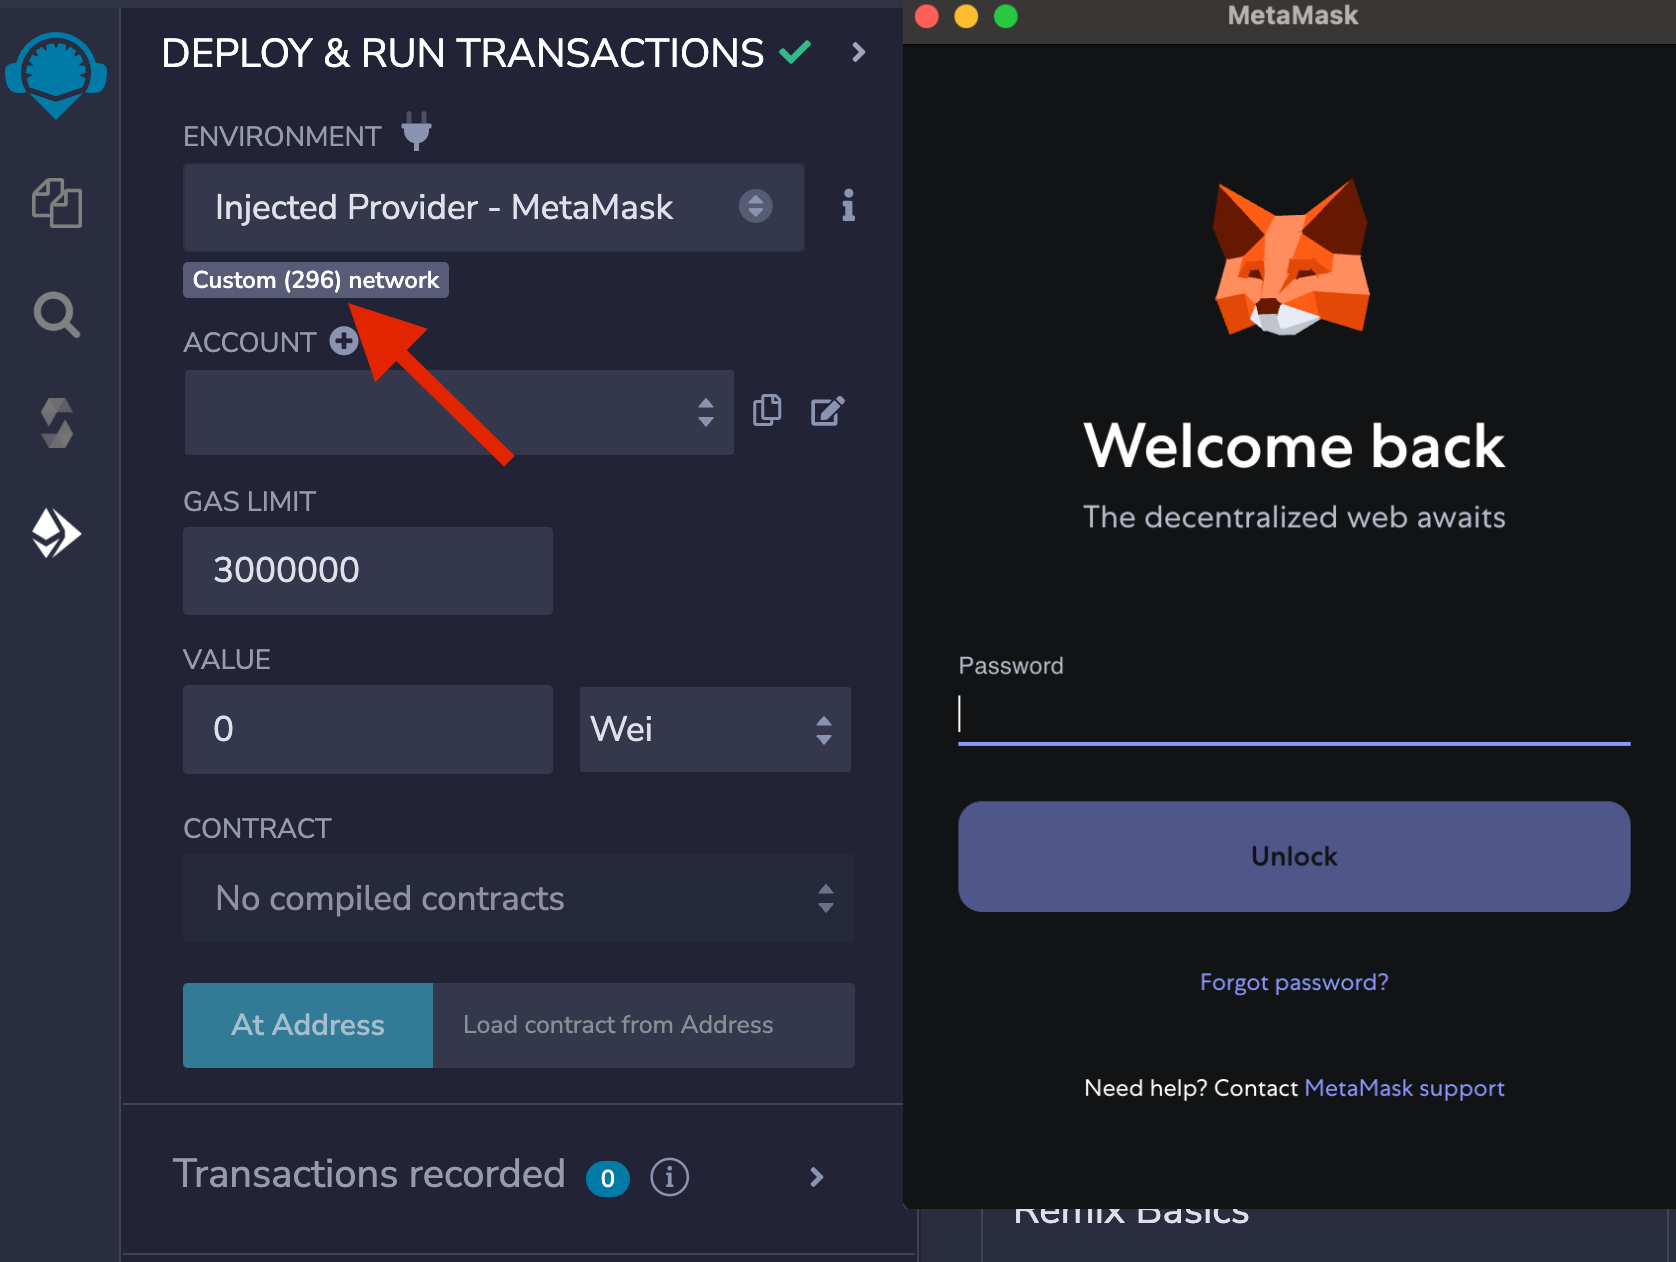 DEPLOY & RUN TRANSACTIONS
ENVIRONMENT
Injected Provider - MetaMask
Custom (296) network
ACCOUNT
GAS LIMIT
3000000
VALUE
0
Wei
CONTRACT
No compiled contracts
At Address
Load contract from Address
Transactions recorded 0
MetaMask
Welcome back
The decentralized web awaits
Password
Unlock
Forgot password?
Need help? Contact MetaMask support
Remix Basics